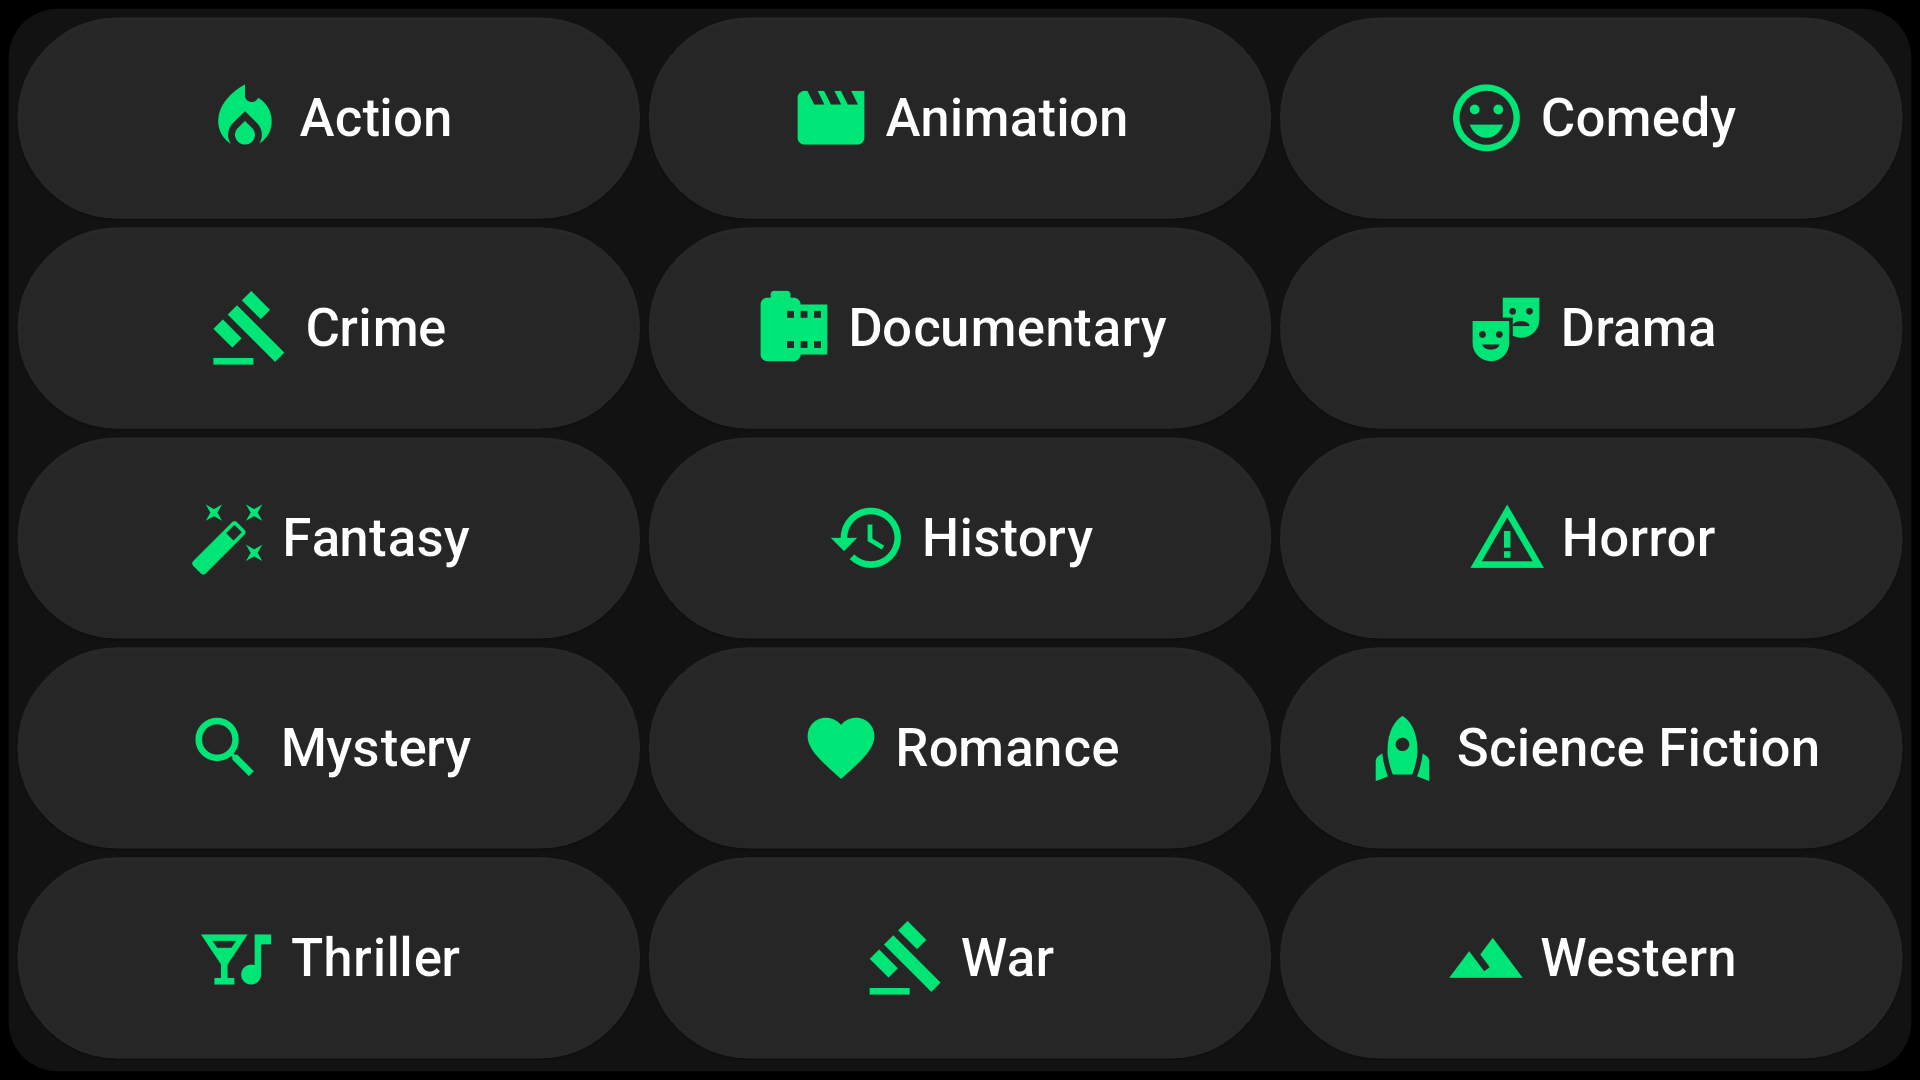 Action
Animation
Comedy
Crime
Documentary
Drama
Fantasy
History
Horror
Mystery
Romance
Science Fiction
Thriller
War
Western